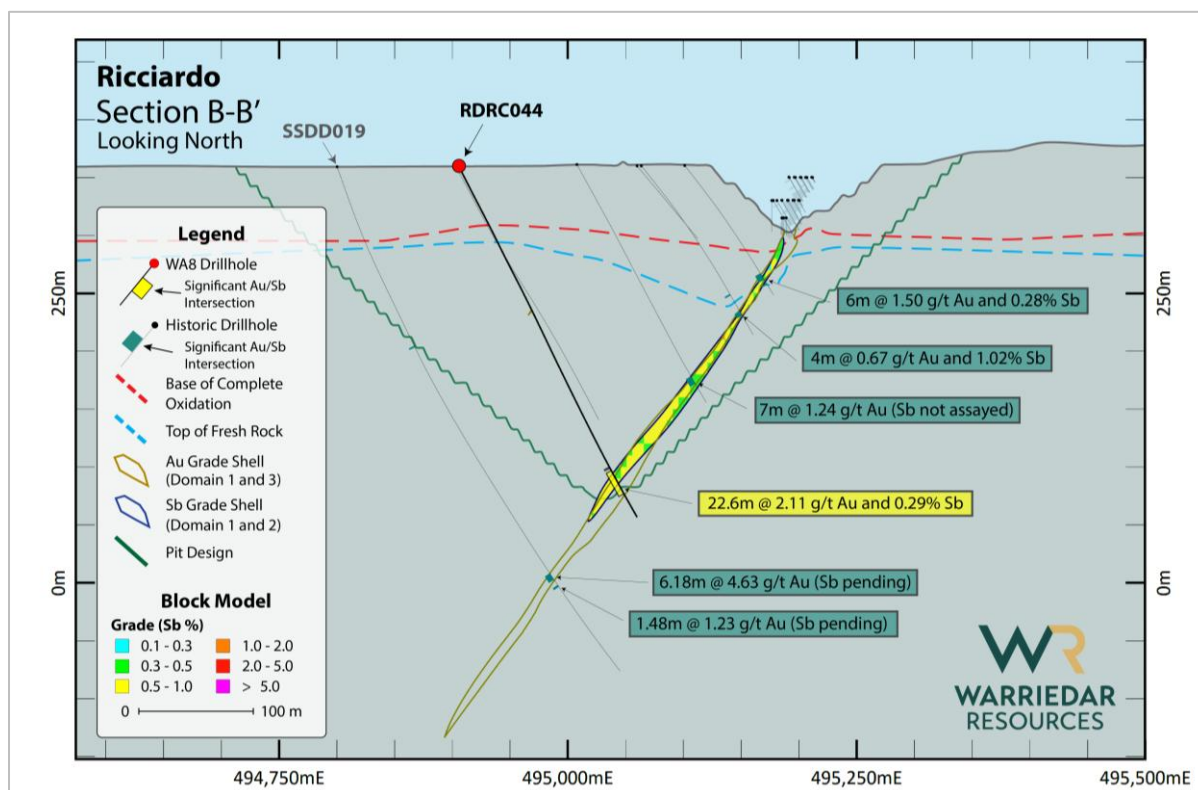 Ricciardo
Section B-B’
Looking North
SSDD019
RDRC044
Legend
WA8 Drillhole
Significant Au/Sb
Intersection
Historic Drillhole
Significant Au/Sb
Intersection
Base of Complete
Oxidation
Top of Fresh Rock
Au Grade Shell
(Domain 1 and 3)
Sb Grade Shell
(Domain 1 and 2)
Pit Design
Block Model
Grade (Sb %)
0.1 - 0.3
1.0 - 2.0
0.3 - 0.5
2.0 - 5.0
0.5 - 1.0
> 5.0
0
100 m
250m
0m
6m @ 1.50 g/t Au and 0.28% Sb
4m @ 0.67 g/t Au and 1.02% Sb
7m @ 1.24 g/t Au (Sb not assayed)
22.6m @ 2.11 g/t Au and 0.29% Sb
6.18m @ 4.63 g/t Au (Sb pending)
1.48m @ 1.23 g/t Au (Sb pending)
250m
0m
WR
WARRIEDAR
RESOURCES
494,750mE
495,000mE
495,250mE
495,500mE